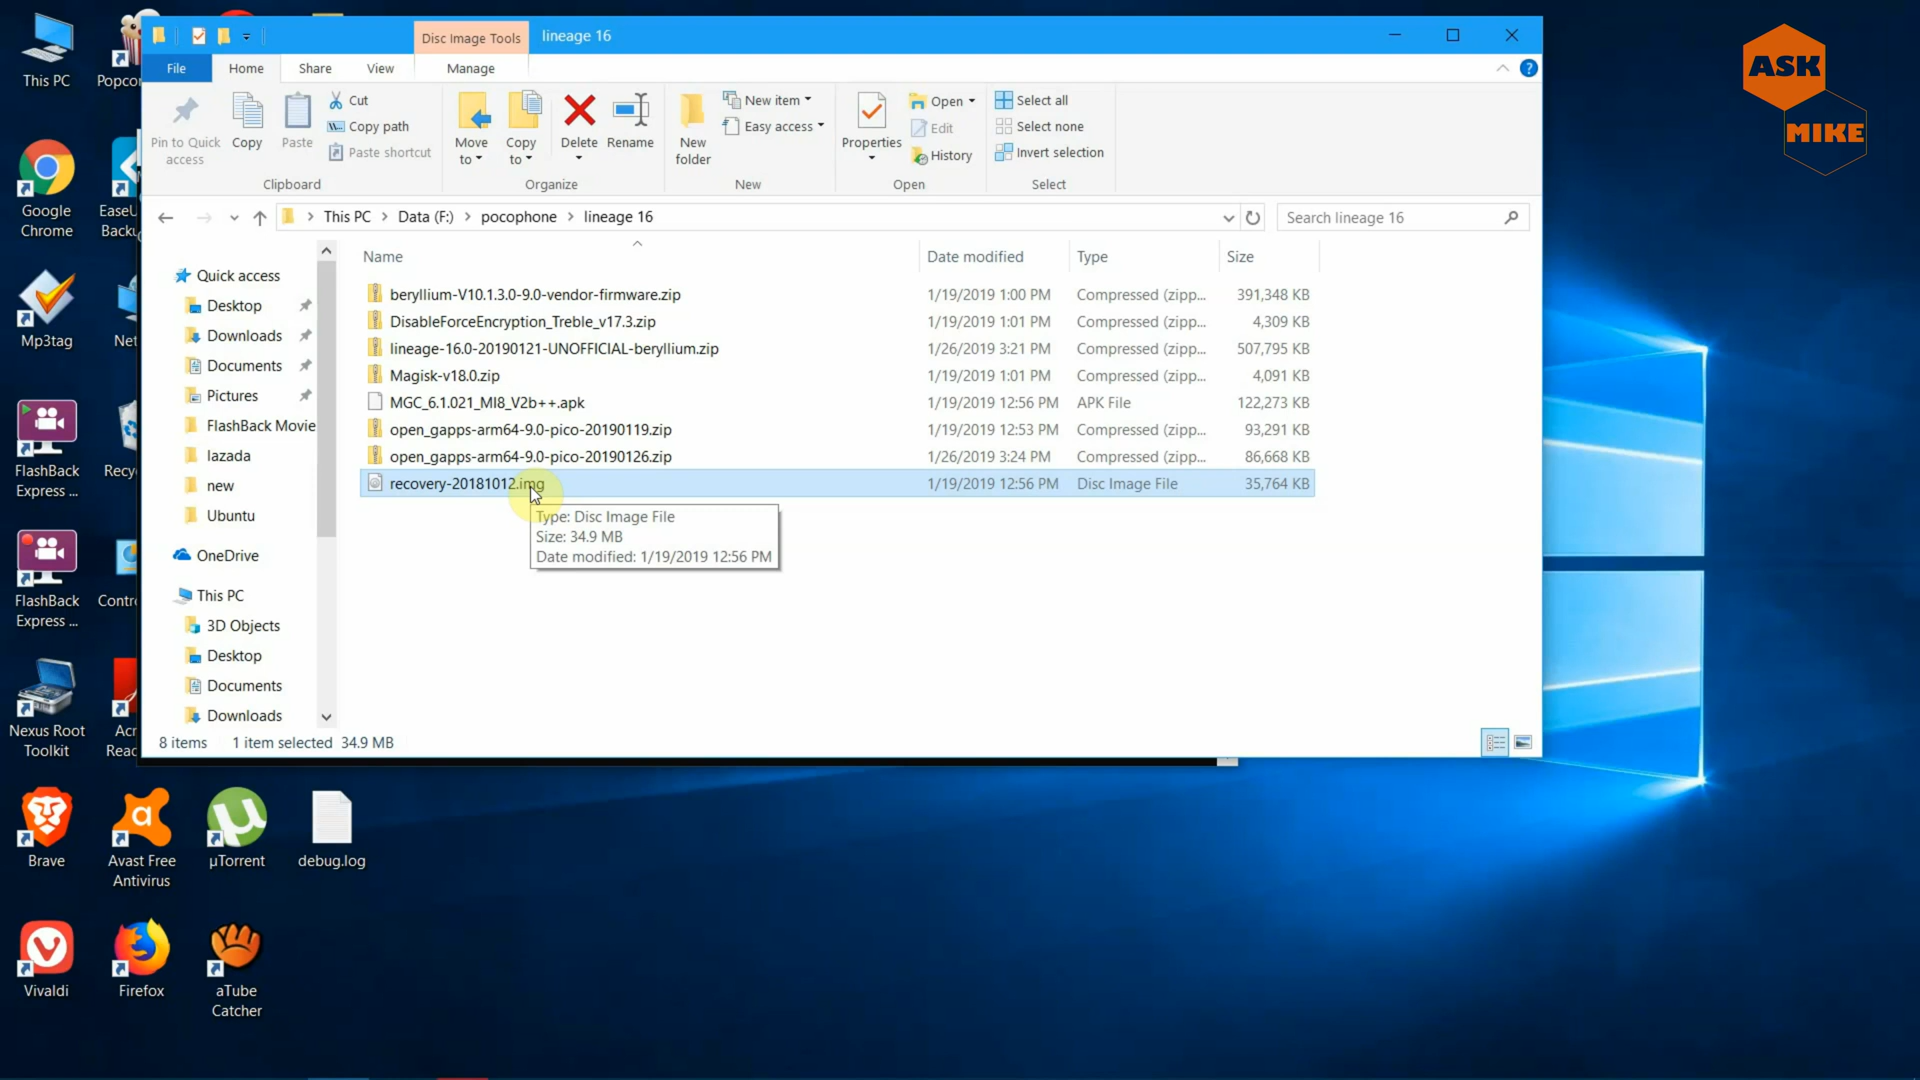 Disc Image Tools
lineage 16
File
Home
Share
View
Manage
Pin to Quick access
Copy
Paste
Cut
Copy path
Paste shortcut
Clipboard
Move to
Copy to
Delete
Rename
Organize
New folder
New item
Easy access
New
Properties
Open
Edit
History
Open
Select all
Select none
Invert selection
Select
This PC > Data (F:) > pocophone > lineage 16
Search lineage 16
Name
Date modified
Type
Size
beryllium-V10.1.3.0-9.0-vendor-firmware.zip 1/19/2019 1:00 PM Compressed (zipp... 391,348 KB
DisableForceEncryption_Treble_v17.3.zip 1/19/2019 1:01 PM Compressed (zipp... 4,309 KB
lineage-16.0-20190121-UNOFFICIAL-beryllium.zip 1/26/2019 3:21 PM Compressed (zipp... 507,795 KB
Magisk-v18.0.zip 1/19/2019 1:01 PM Compressed (zipp... 4,091 KB
MGC_6.1.021_MI8_V2b++.apk 1/19/2019 12:56 PM APK File 122,273 KB
open_gapps-arm64-9.0-pico-20190119.zip 1/19/2019 12:53 PM Compressed (zipp... 93,291 KB
open_gapps-arm64-9.0-pico-20190126.zip 1/26/2019 3:24 PM Compressed (zipp... 86,668 KB
recovery-20181012.img 1/19/2019 12:56 PM Disc Image File 35,764 KB
Type: Disc Image File
Size: 34.9 MB
Date modified: 1/19/2019 12:56 PM
Quick access
Desktop
Downloads
Documents
Pictures
FlashBack Movie
lazada
new
Ubuntu
OneDrive
This PC
3D Objects
Desktop
Documents
Downloads
8 items 1 item selected 34.9 MB
ASK
MIKE
This PC
Popcor
Google
Chrome
EaseU
Backu
Mp3tag
Net
FlashBack
Express ...
Recyc
FlashBack
Express ...
Contro
Nexus Root
Toolkit
Acr
Reac
Brave
Avast Free
Antivirus
µTorrent
debug.log
Vivaldi
Firefox
aTube
Catcher